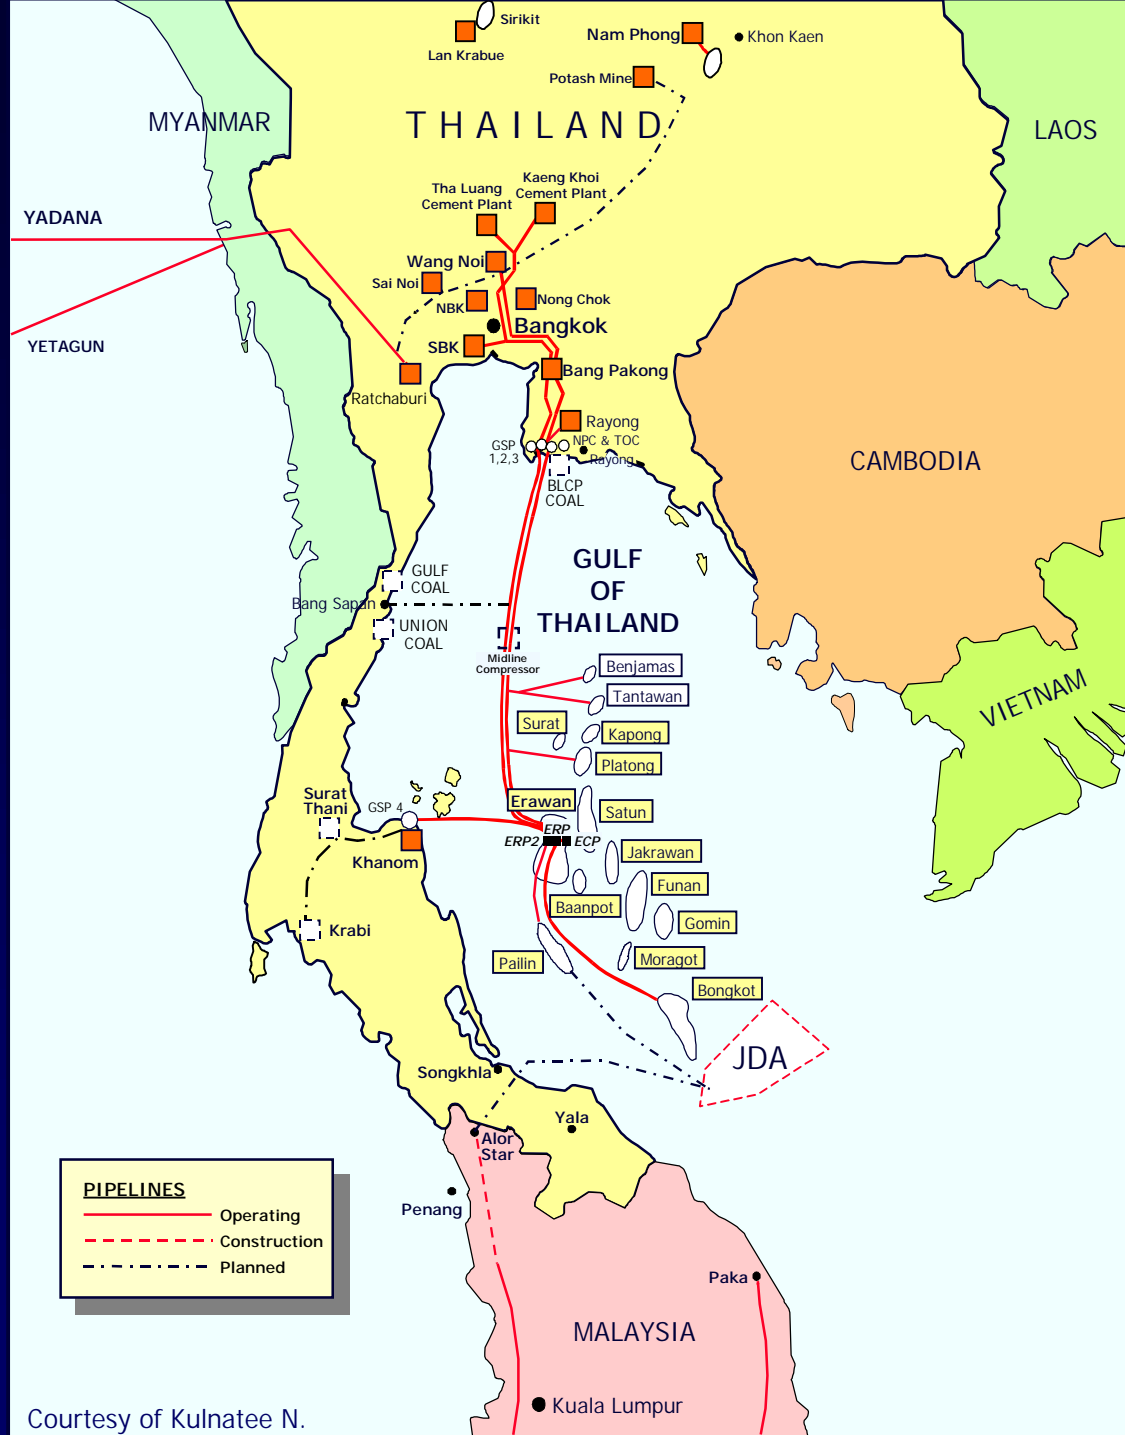 Sirikit
Lan Krabue
Nam Phong
Khon Kaen
Potash Mine
MYANMAR
THAILAND
LAOS
Kaeng Khoi
Cement Plant
Tha Luang
Cement Plant
YADANA
Wang Noi
Sai Noi
NBK
Nong Chok
Bangkok
YETAGUN
SBK
Bang Pakong
Ratchaburi
Rayong
GSP
1,2,3
NPC & TOC
Rayong
BLCP
COAL
CAMBODIA
GULF
OF
THAILAND
GULF
COAL
Bang Sapan
UNION
COAL
Midline
Compressor
Benjamas
Tantawan
VIETNAM
Surat
Kapong
Platong
Surat
Thani
GSP 4
Erawan
Satun
ERP
ERP2
ECP
Khanom
Jakrawan
Funan
Baanpot
Gomin
Krabi
Pailin
Moragot
Bongkot
JDA
Songkhla
Yala
Alor
Star
Penang
PIPELINES
Operating
Construction
Planned
Paka
MALAYSIA
Kuala Lumpur
Courtesy of Kulnatee N.